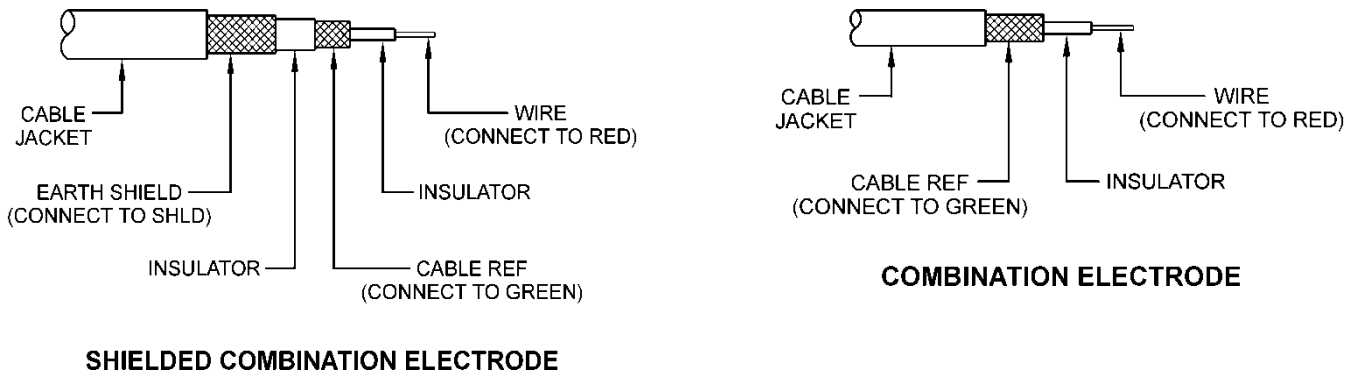 CABLE
JACKET
WIRE
(CONNECT TO RED)
EARTH SHIELD
(CONNECT TO SHLD)
INSULATOR
INSULATOR
CABLE REF
(CONNECT TO GREEN)
SHIELDED COMBINATION ELECTRODE
CABLE
JACKET
WIRE
(CONNECT TO RED)
CABLE REF
(CONNECT TO GREEN)
INSULATOR
COMBINATION ELECTRODE